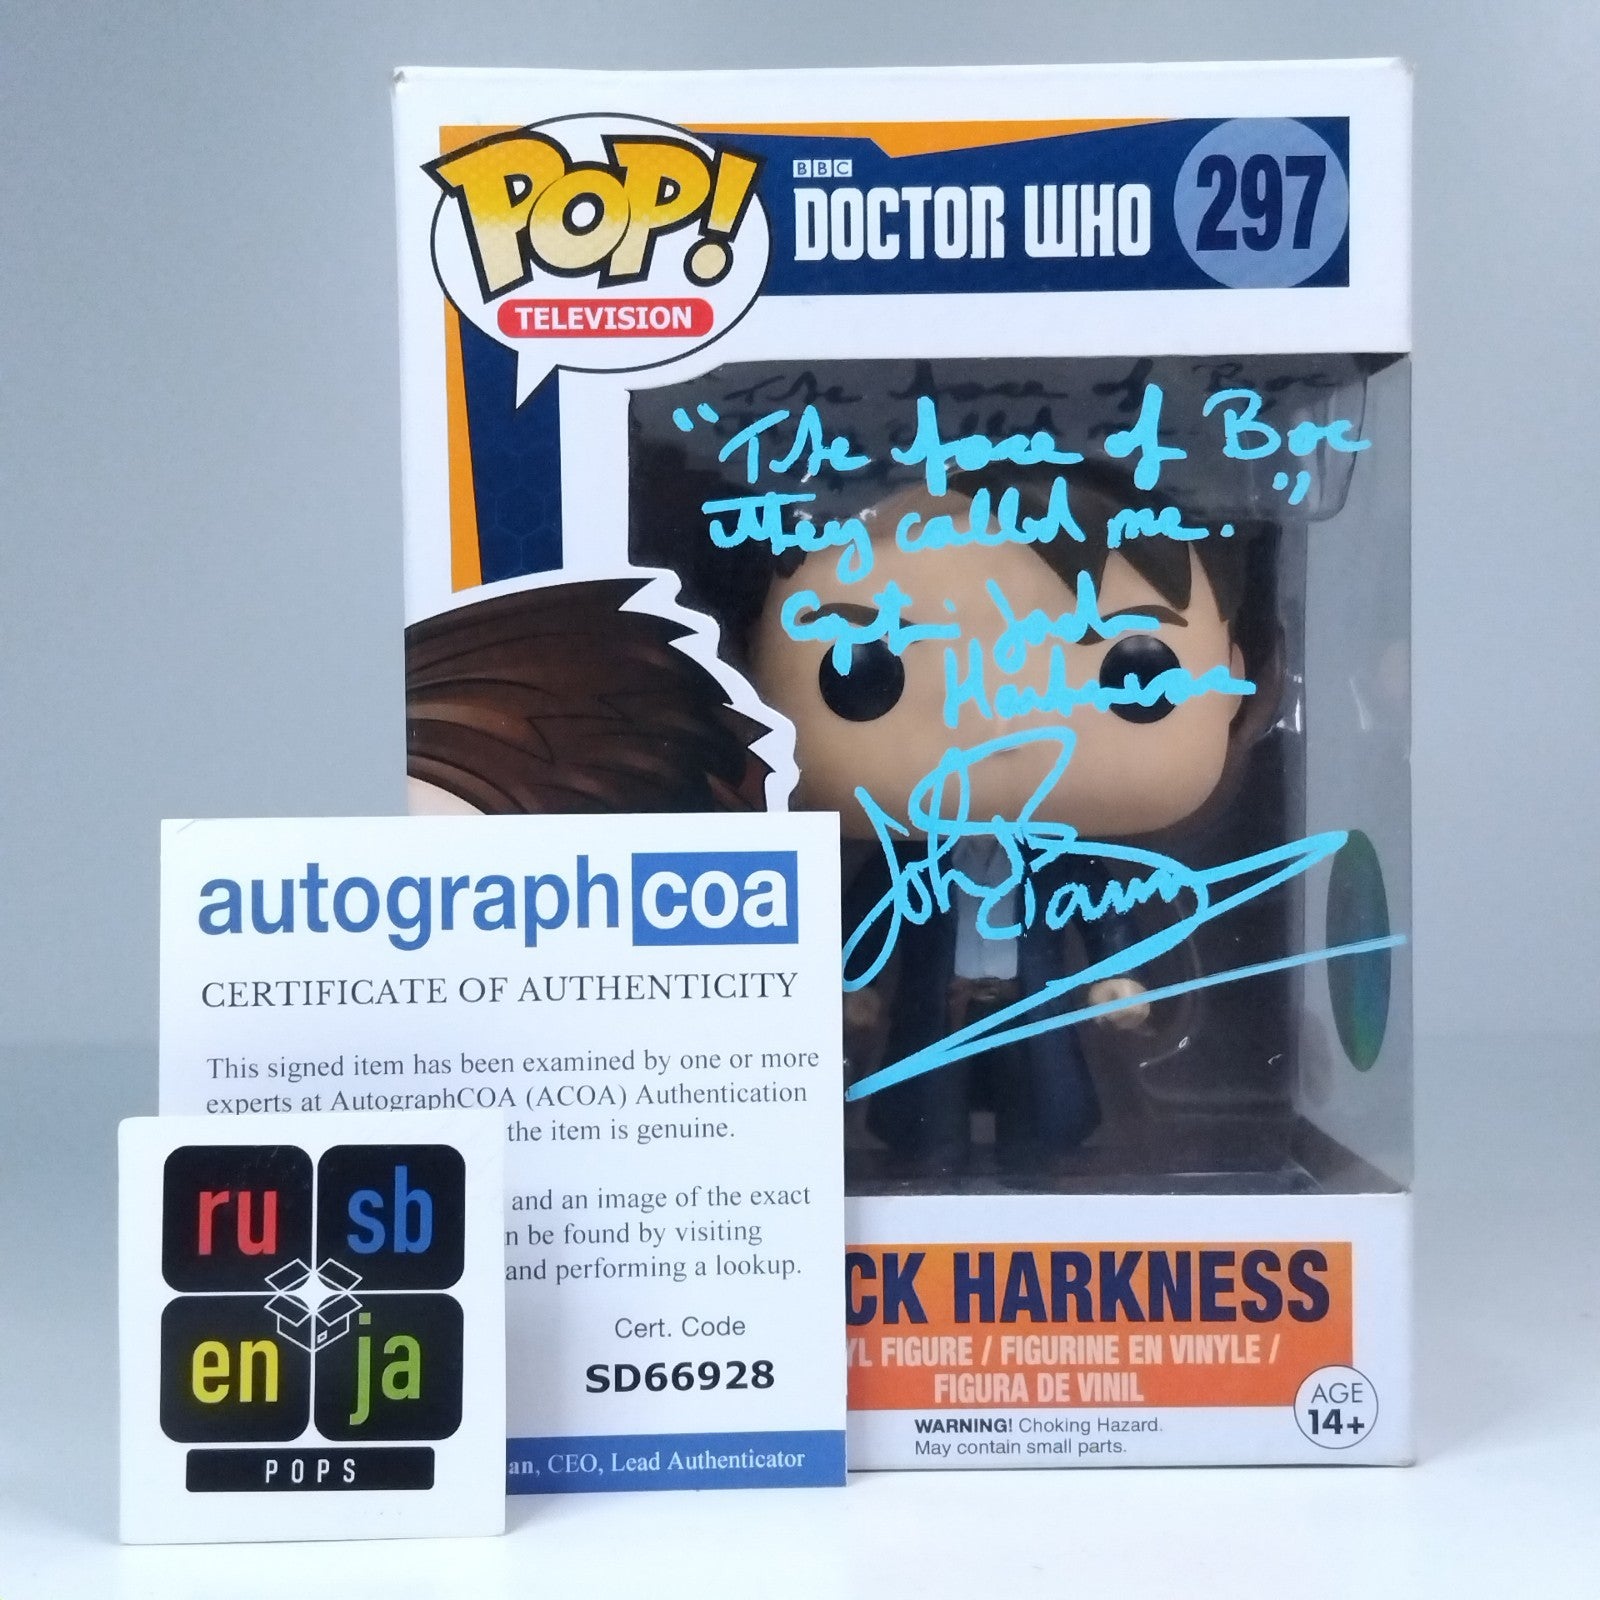 POP!
TELEVISION
BBC
DOCTOR WHO
297
"The face of Boe
they called me."
Captain Jack
Harkness
John Barrow
autograph coa
CERTIFICATE OF AUTHENTICITY
This signed item has been examined by one or more
experts at AutographCOA (ACOA) Authentication
the item is genuine.
and an image of the exact
n be found by visiting
and performing a lookup.
Cert. Code
SD66928
an, CEO, Lead Authenticator
ru sb
en ja
POPS
CK HARKNESS
YL FIGURE / FIGURINE EN VINYLE /
FIGURA DE VINIL
WARNING! Choking Hazard.
May contain small parts.
AGE
14+